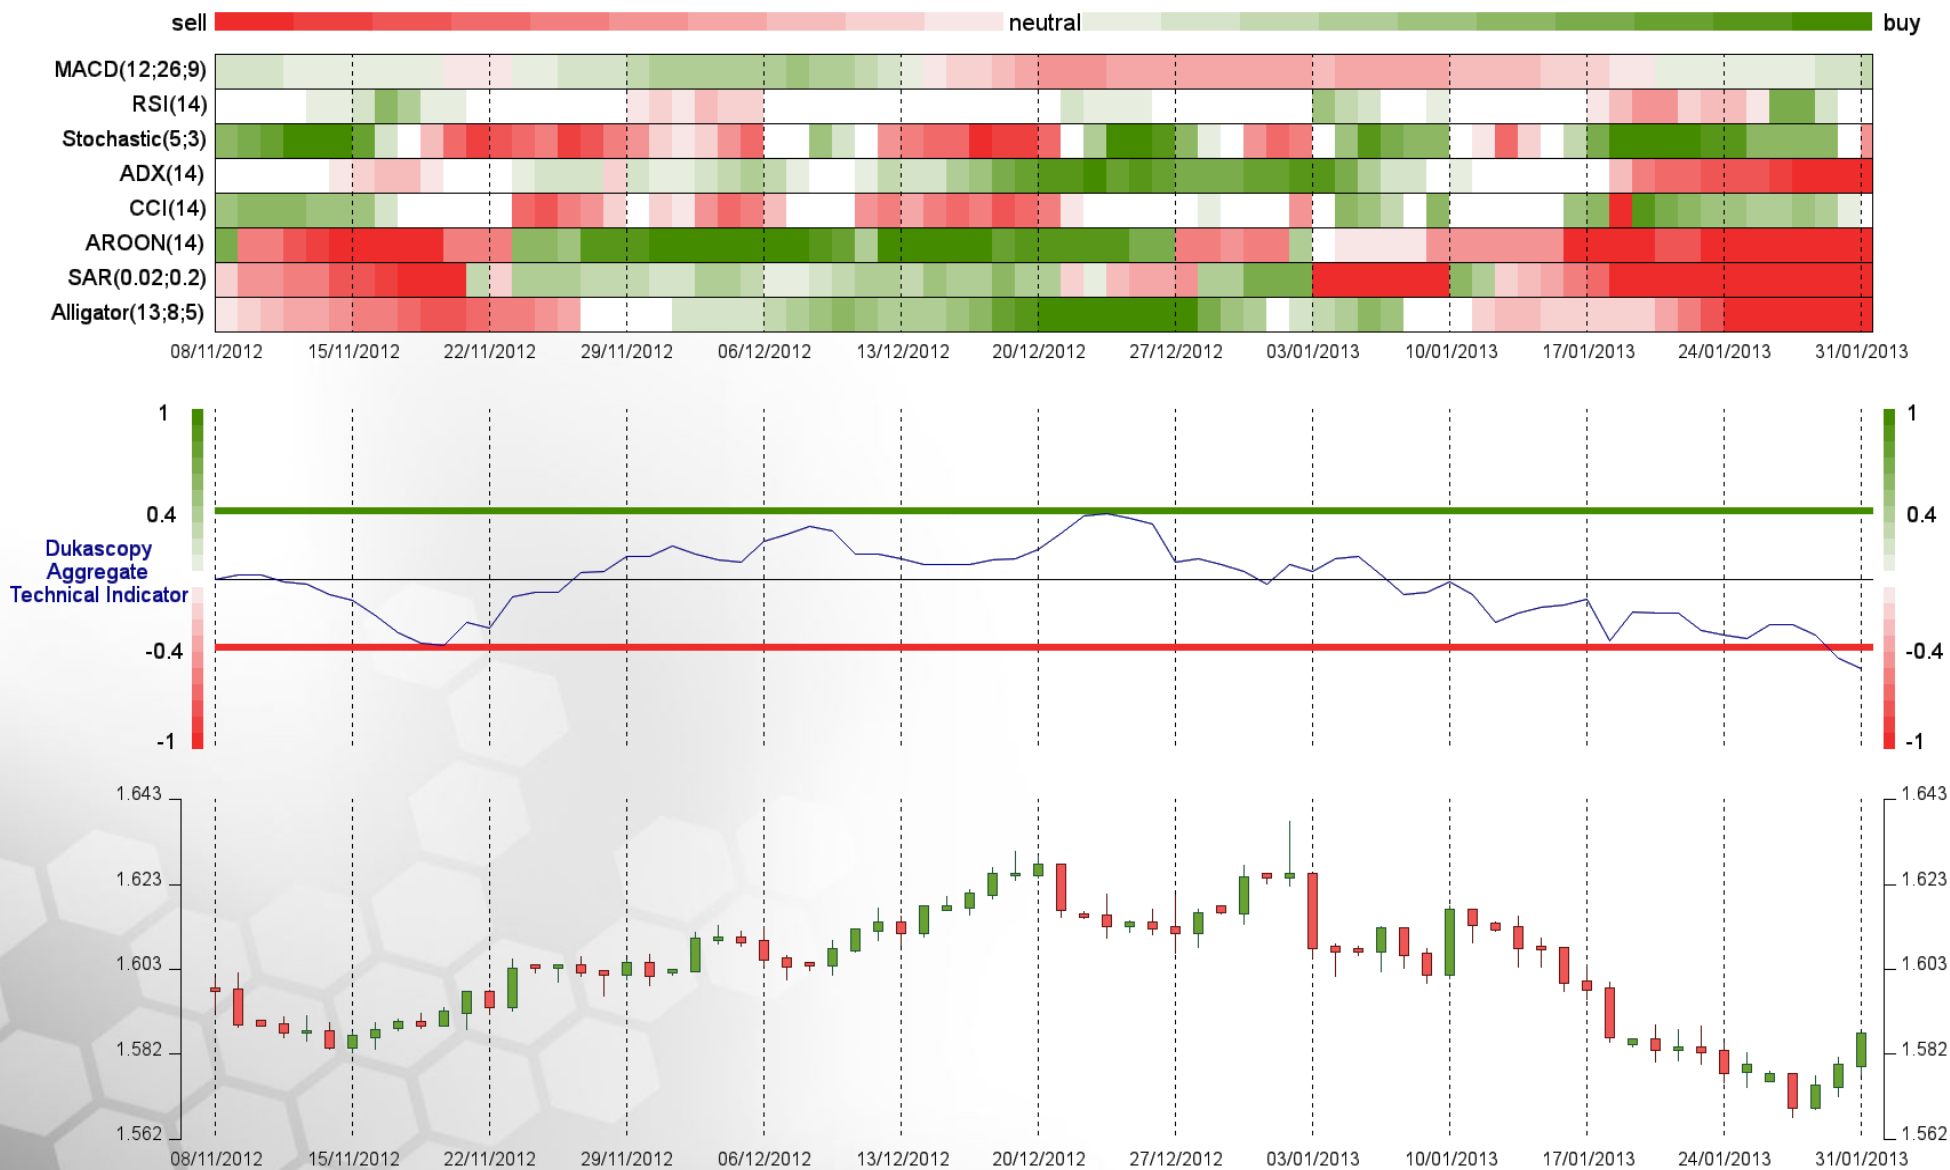 sell neutral buy
MACD(12;26;9)
RSI(14)
Stochastic(5;3)
ADX(14)
CCI(14)
AROON(14)
SAR(0.02;0.2)
Alligator(13;8;5)
08/11/2012 15/11/2012 22/11/2012 29/11/2012 06/12/2012 13/12/2012 20/12/2012 27/12/2012 03/01/2013 10/01/2013 17/01/2013 24/01/2013 31/01/2013
1 1
0.4 0.4
Dukascopy
Aggregate
Technical Indicator
-0.4 -0.4
-1 -1
1.643 1.643
1.623 1.623
1.603 1.603
1.582 1.582
1.562 1.562
08/11/2012 15/11/2012 22/11/2012 29/11/2012 06/12/2012 13/12/2012 20/12/2012 27/12/2012 03/01/2013 10/01/2013 17/01/2013 24/01/2013 31/01/2013